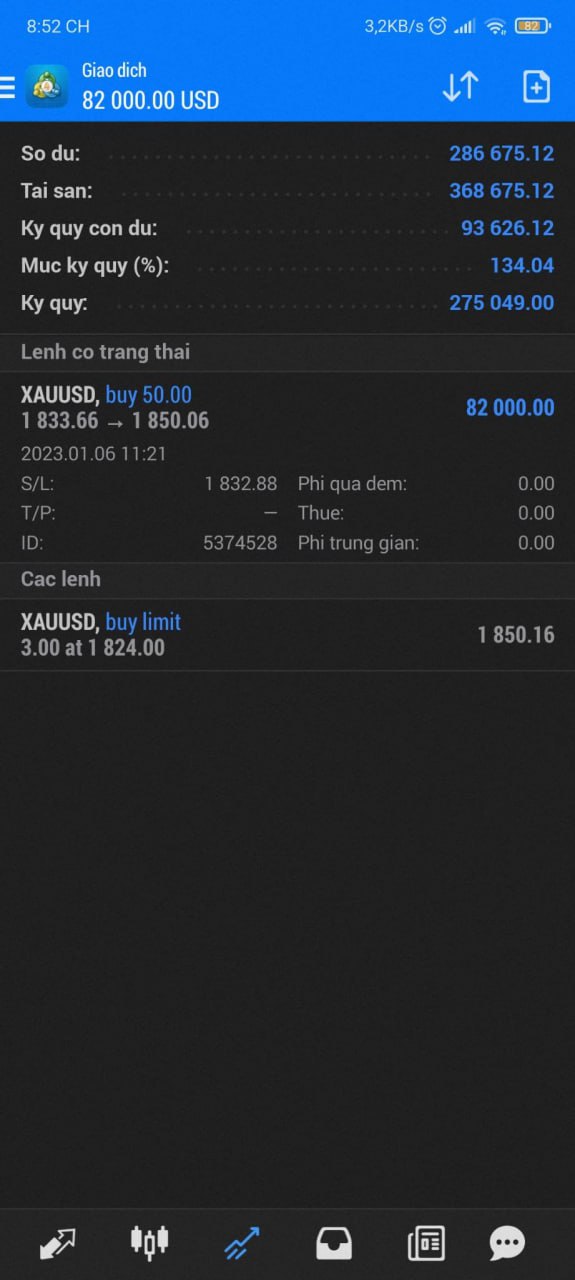 8:52 CH 3,2KB/s 82
Giao dich
82 000.00 USD
So du: 286 675.12
Tai san: 368 675.12
Ky quy con du: 93 626.12
Muc ky quy (%): 134.04
Ky quy: 275 049.00
Lenh co trang thai
XAUUSD, buy 50.00
1 833.66 → 1 850.06 82 000.00
2023.01.06 11:21
S/L: 1 832.88 Phi qua dem: 0.00
T/P: — Thue: 0.00
ID: 5374528 Phi trung gian: 0.00
Cac lenh
XAUUSD, buy limit
3.00 at 1 824.00 1 850.16